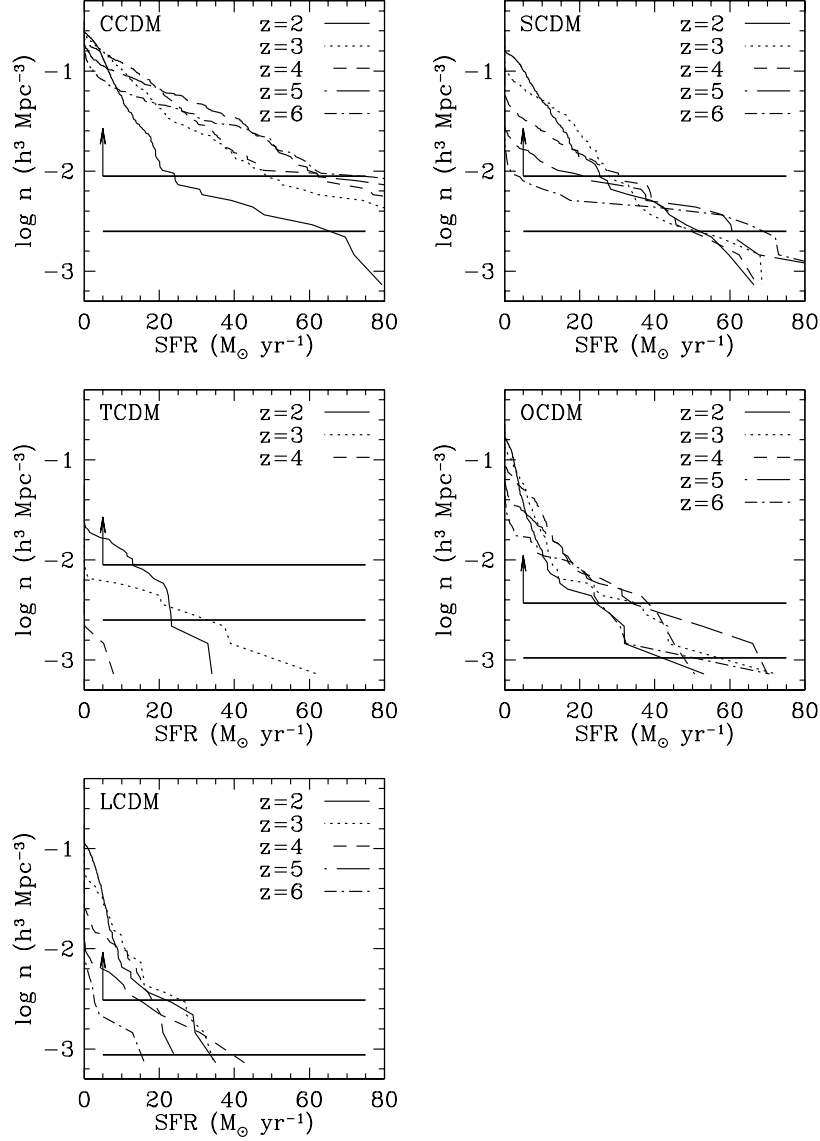 CCDM
z=2
z=3
z=4
z=5
z=6
−1
−2
−3
log n (h³ Mpc⁻³)
0 20 40 60 80
SFR (M⊙ yr⁻¹)
SCDM
z=2
z=3
z=4
z=5
z=6
−1
−2
−3
log n (h³ Mpc⁻³)
0 20 40 60 80
SFR (M⊙ yr⁻¹)
TCDM
z=2
z=3
z=4
−1
−2
−3
log n (h³ Mpc⁻³)
0 20 40 60 80
SFR (M⊙ yr⁻¹)
OCDM
z=2
z=3
z=4
z=5
z=6
−1
−2
−3
log n (h³ Mpc⁻³)
0 20 40 60 80
SFR (M⊙ yr⁻¹)
LCDM
z=2
z=3
z=4
z=5
z=6
−1
−2
−3
log n (h³ Mpc⁻³)
0 20 40 60 80
SFR (M⊙ yr⁻¹)